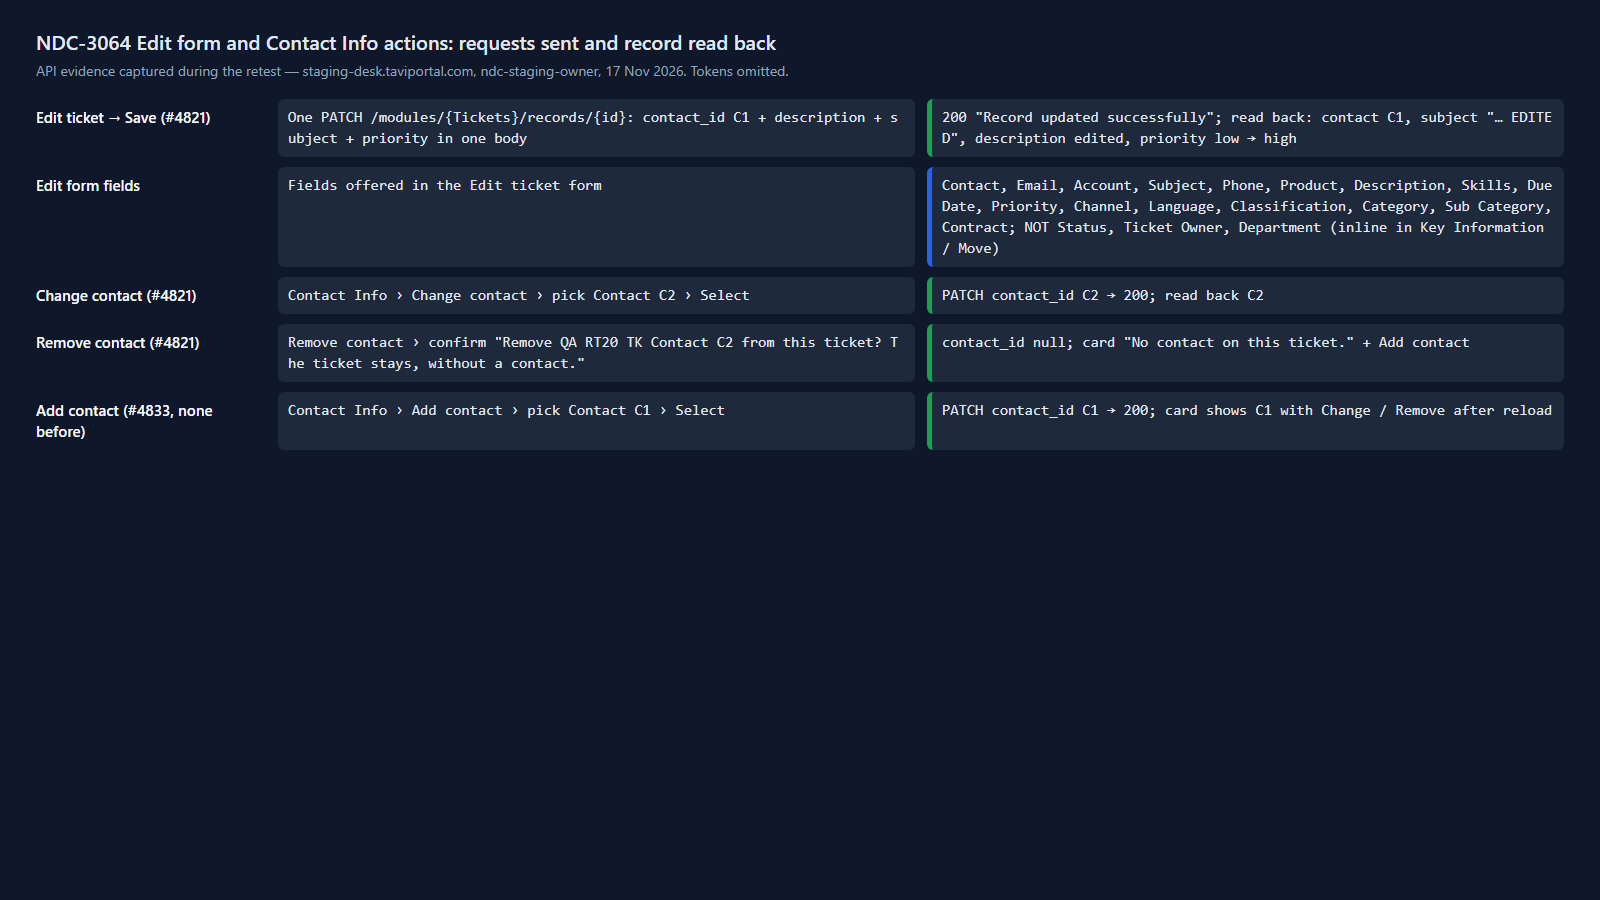 NDC-3064 Edit form and Contact Info actions: requests sent and record read back
API evidence captured during the retest — staging-desk.taviportal.com, ndc-staging-owner, 17 Nov 2026. Tokens omitted.
Edit ticket → Save (#4821)
One PATCH /modules/{Tickets}/records/{id}: contact_id C1 + description + s
ubject + priority in one body
200 "Record updated successfully"; read back: contact C1, subject "… EDITE
D", description edited, priority low → high
Edit form fields
Fields offered in the Edit ticket form
Contact, Email, Account, Subject, Phone, Product, Description, Skills, Due
Date, Priority, Channel, Language, Classification, Category, Sub Category,
Contract; NOT Status, Ticket Owner, Department (inline in Key Information
/ Move)
Change contact (#4821)
Contact Info › Change contact › pick Contact C2 › Select
PATCH contact_id C2 → 200; read back C2
Remove contact (#4821)
Remove contact › confirm "Remove QA RT20 TK Contact C2 from this ticket? T
he ticket stays, without a contact."
contact_id null; card "No contact on this ticket." + Add contact
Add contact (#4833, none
before)
Contact Info › Add contact › pick Contact C1 › Select
PATCH contact_id C1 → 200; card shows C1 with Change / Remove after reload